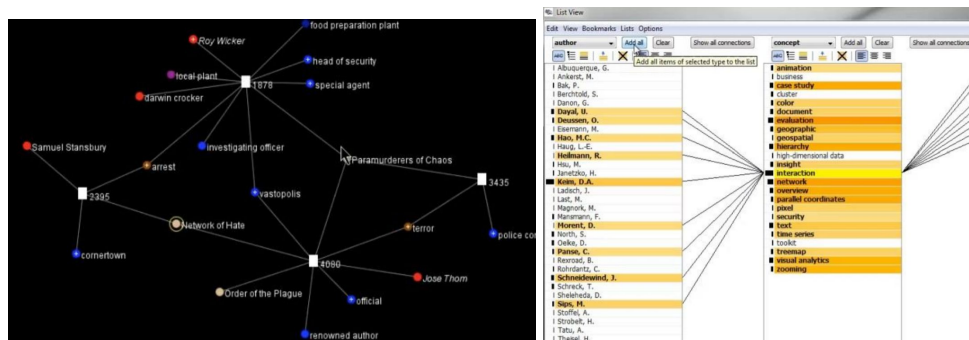 food preparation plant
Roy Wicker
head of security
local plant
1878
special agent
darwin crocker
Samuel Stansbury
investigating officer
Paramurderers of Chaos
arrest
3435
2395
vastopolis
Network of Hate
terror
police cor
cornertown
4080
Jose Thom
Order of the Plague
official
renowned author
List View
Edit View Bookmarks Lists Options
author Add all Clear Show all connections
concept Add all Clear Show all connections
Add all items of selected type to the list
Albuquerque, G.
Ankerst, M.
Bak, P.
Berchtold, S.
Danon, G.
Dayal, U.
Deussen, O.
Eisemann, M.
Hao, M.C.
Haug, L.-E.
Heilmann, R.
Hsu, M.
Janetzko, H.
Keim, D.A.
Ladisch, J.
Last, M.
Magnork, M.
Mansmann, F.
Morent, D.
North, S.
Oelke, D.
Panse, C.
Rexroad, B.
Rohrdantz, C.
Schneidewind, J.
Schreck, T.
Sheleheda, D.
Sips, M.
Stoffel, A.
Strobelt, H.
Tatu, A.
Theisel, H.
animation
business
case study
cluster
color
document
evaluation
geographic
geospatial
hierarchy
high-dimensional data
insight
interaction
network
overview
parallel coordinates
pixel
security
text
time series
toolkit
treemap
visual analytics
zooming